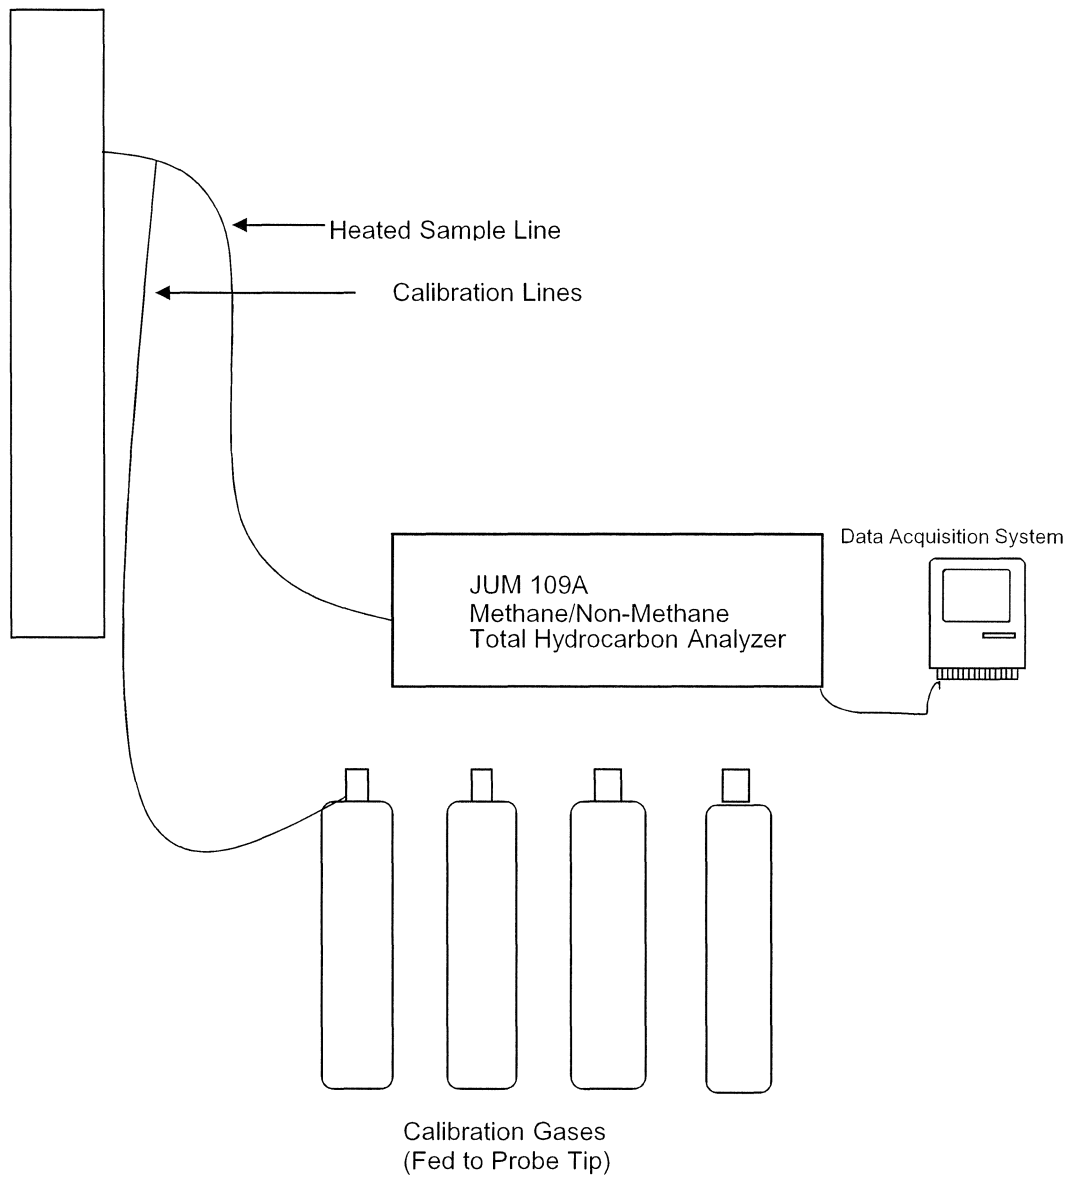 Heated Sample Line
Calibration Lines
Data Acquisition System
JUM 109A
Methane/Non-Methane
Total Hydrocarbon Analyzer
Calibration Gases
(Fed to Probe Tip)